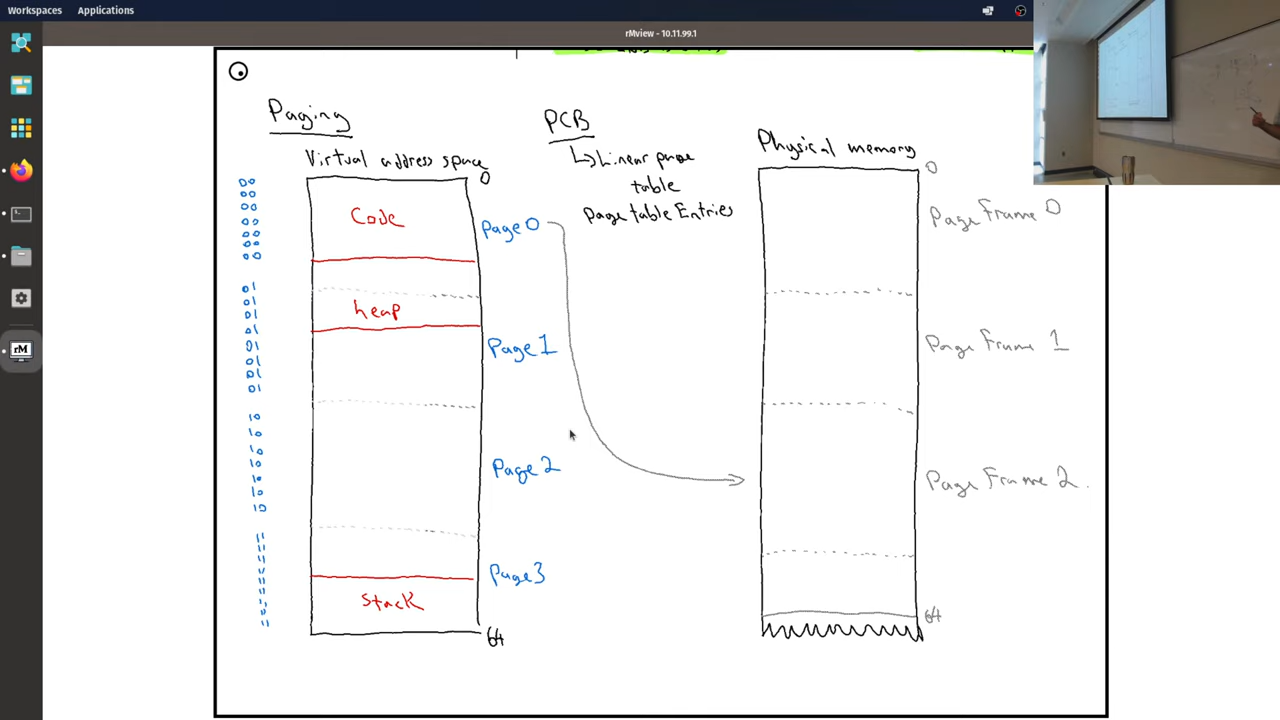 Workspaces Applications
rMview - 10.11.99.1
Paging
PCB
Linear page
table
Page table Entries
Virtual address space
0
Physical memory
0
00
00
00
00
00
00
00
Code
Page 0
Page Frame 0
01
01
01
01
01
01
01
01
heap
Page 1
Page Frame 1
10
10
10
10
10
10
10
Page 2
Page Frame 2
11
11
11
11
11
11
11
11
Page 3
Stack
64
64
rM